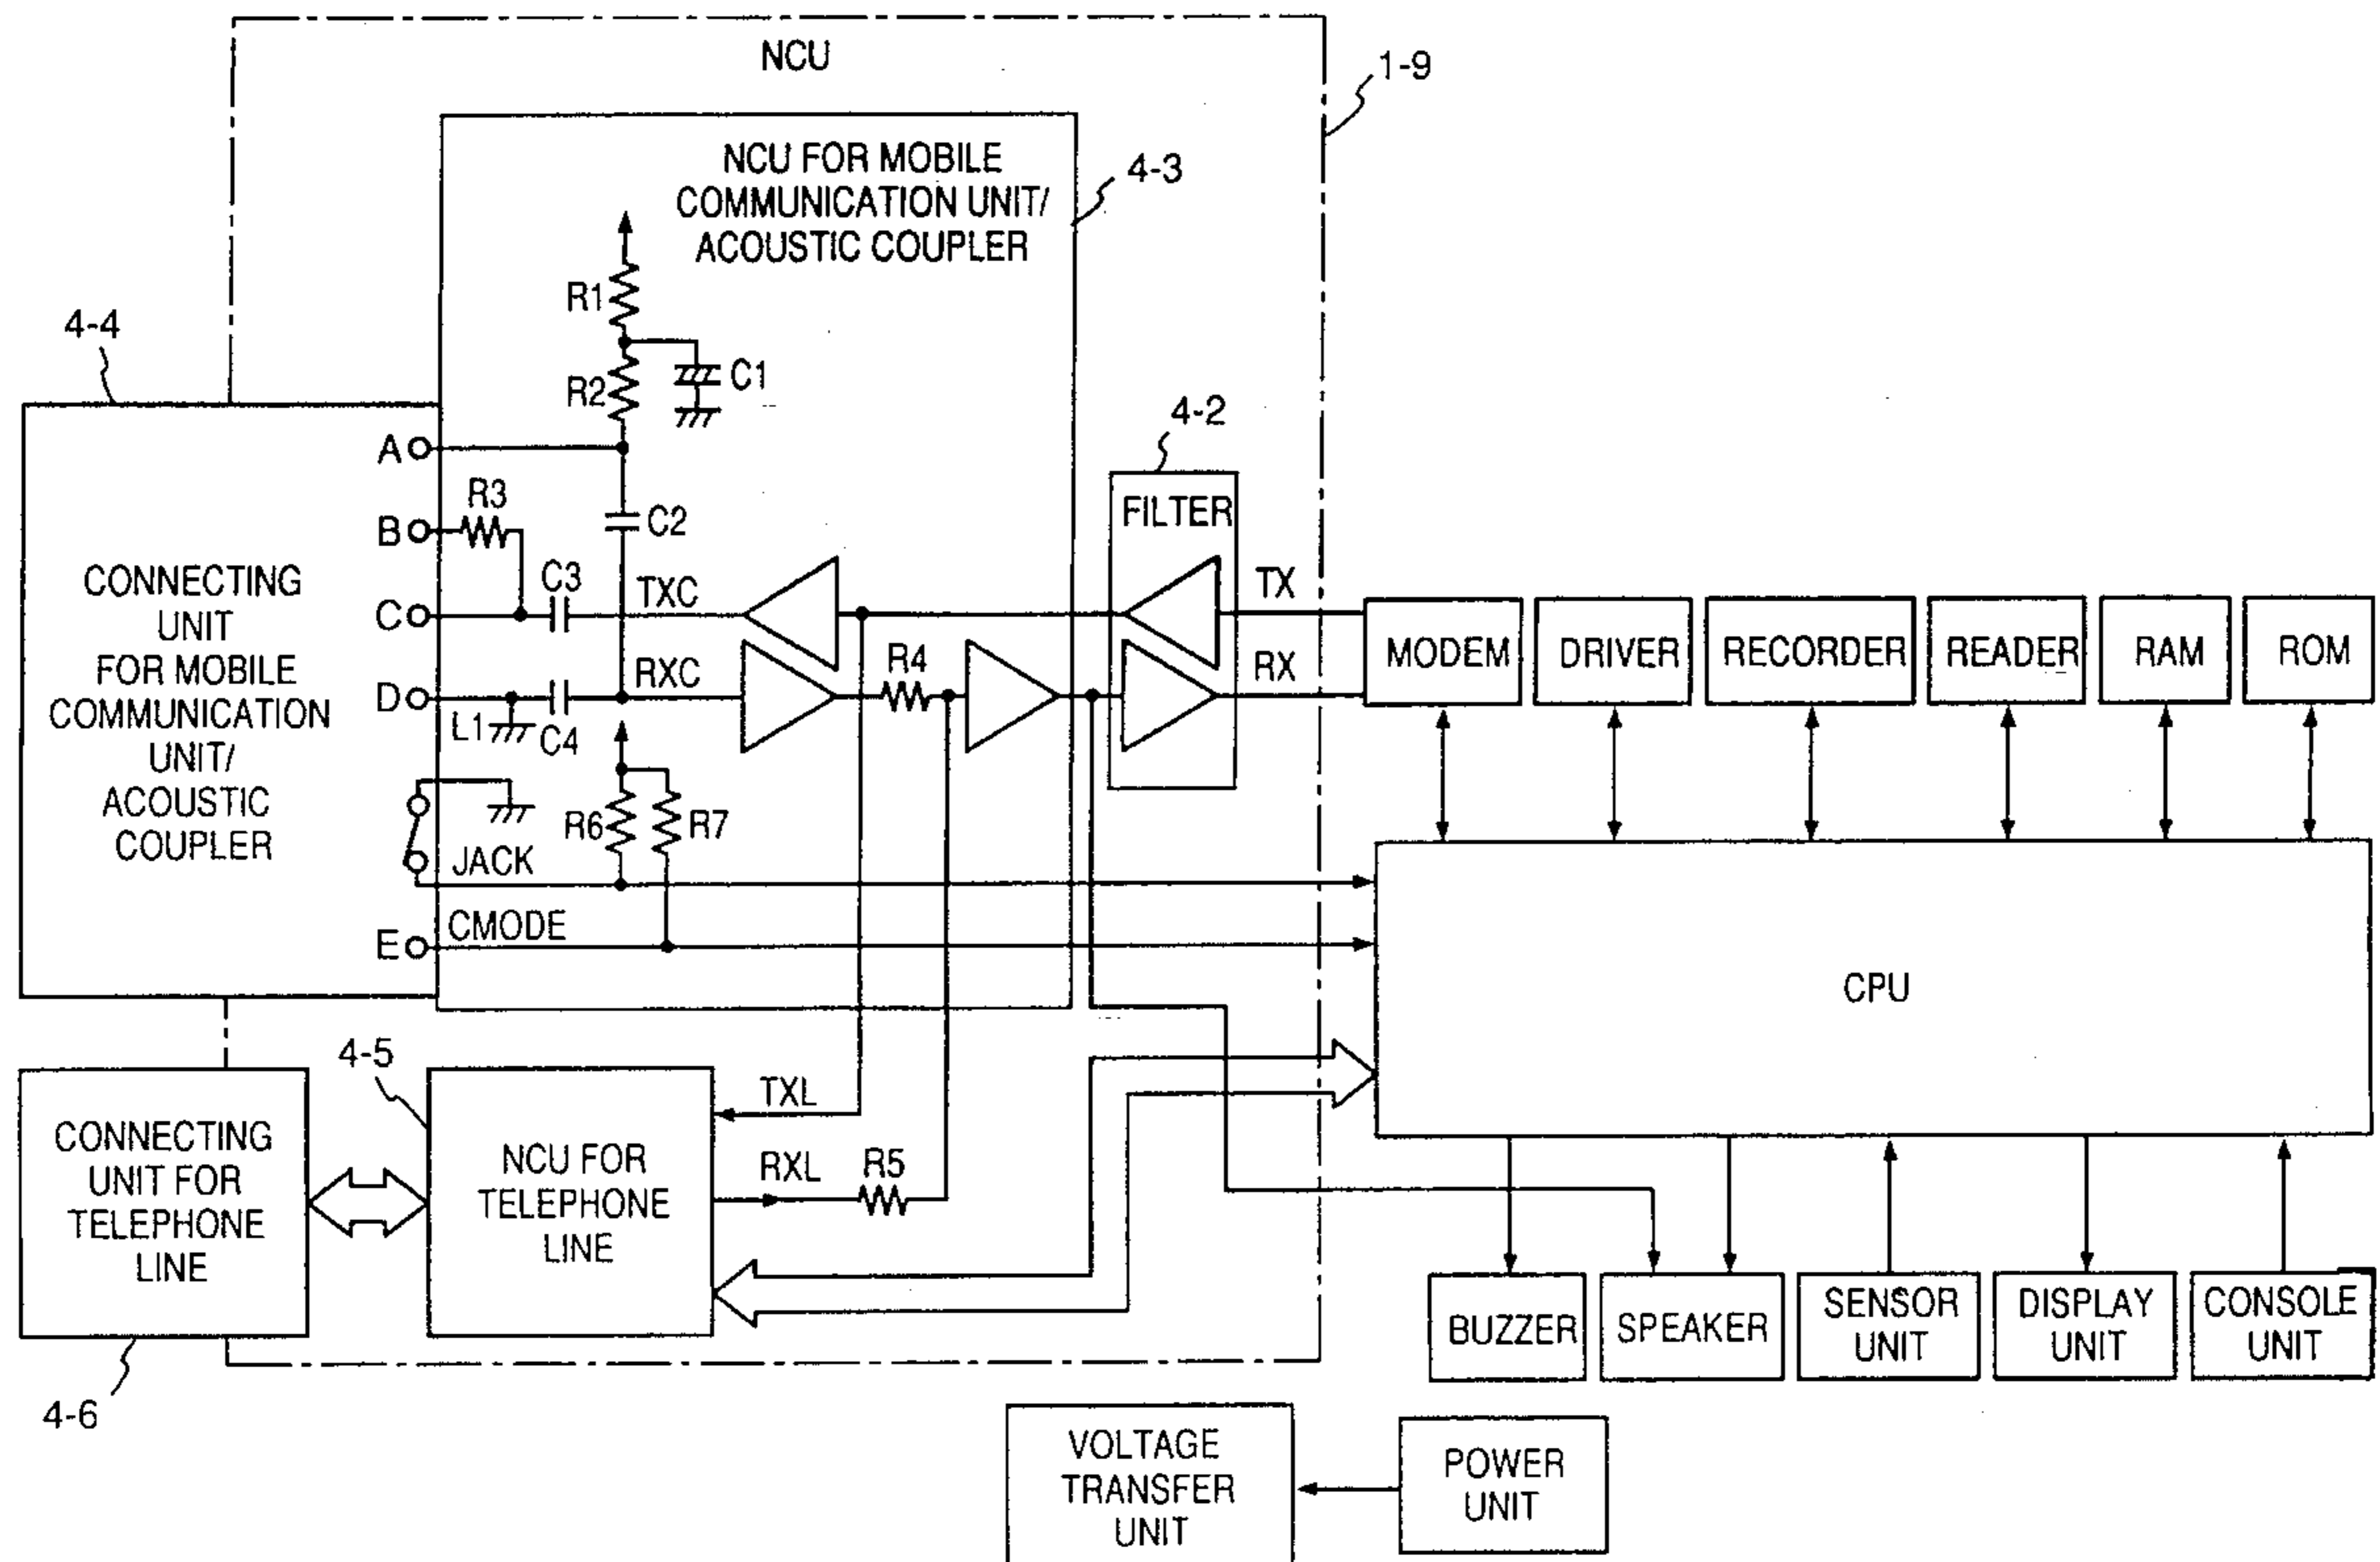 NCU
1-9
NCU FOR MOBILE
COMMUNICATION UNIT/
ACOUSTIC COUPLER
4-3
4-4
R1
C1
R2
4-2
A
R3
B
C2
FILTER
CONNECTING
UNIT
FOR MOBILE
COMMUNICATION
UNIT/
ACOUSTIC
COUPLER
C
C3
TXC
TX
D
L1
C4
RXC
R4
RX
MODEM
DRIVER
RECORDER
READER
RAM
ROM
R6
R7
JACK
E
CMODE
CPU
4-5
CONNECTING
UNIT FOR
TELEPHONE
LINE
NCU FOR
TELEPHONE
LINE
TXL
RXL
R5
4-6
BUZZER
SPEAKER
SENSOR
UNIT
DISPLAY
UNIT
CONSOLE
UNIT
VOLTAGE
TRANSFER
UNIT
POWER
UNIT